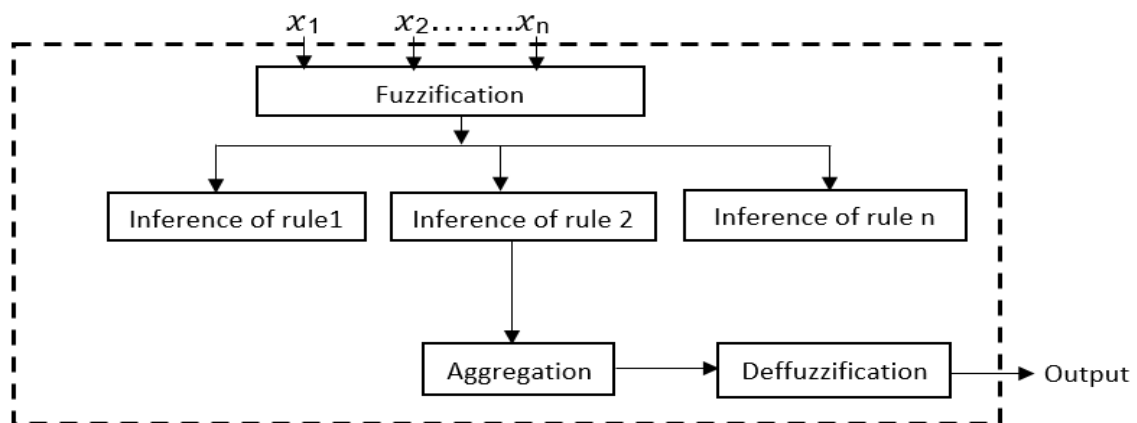 x1 x2.......xn
Fuzzification
Inference of rule1
Inference of rule 2
Inference of rule n
Aggregation
Deffuzzification
Output